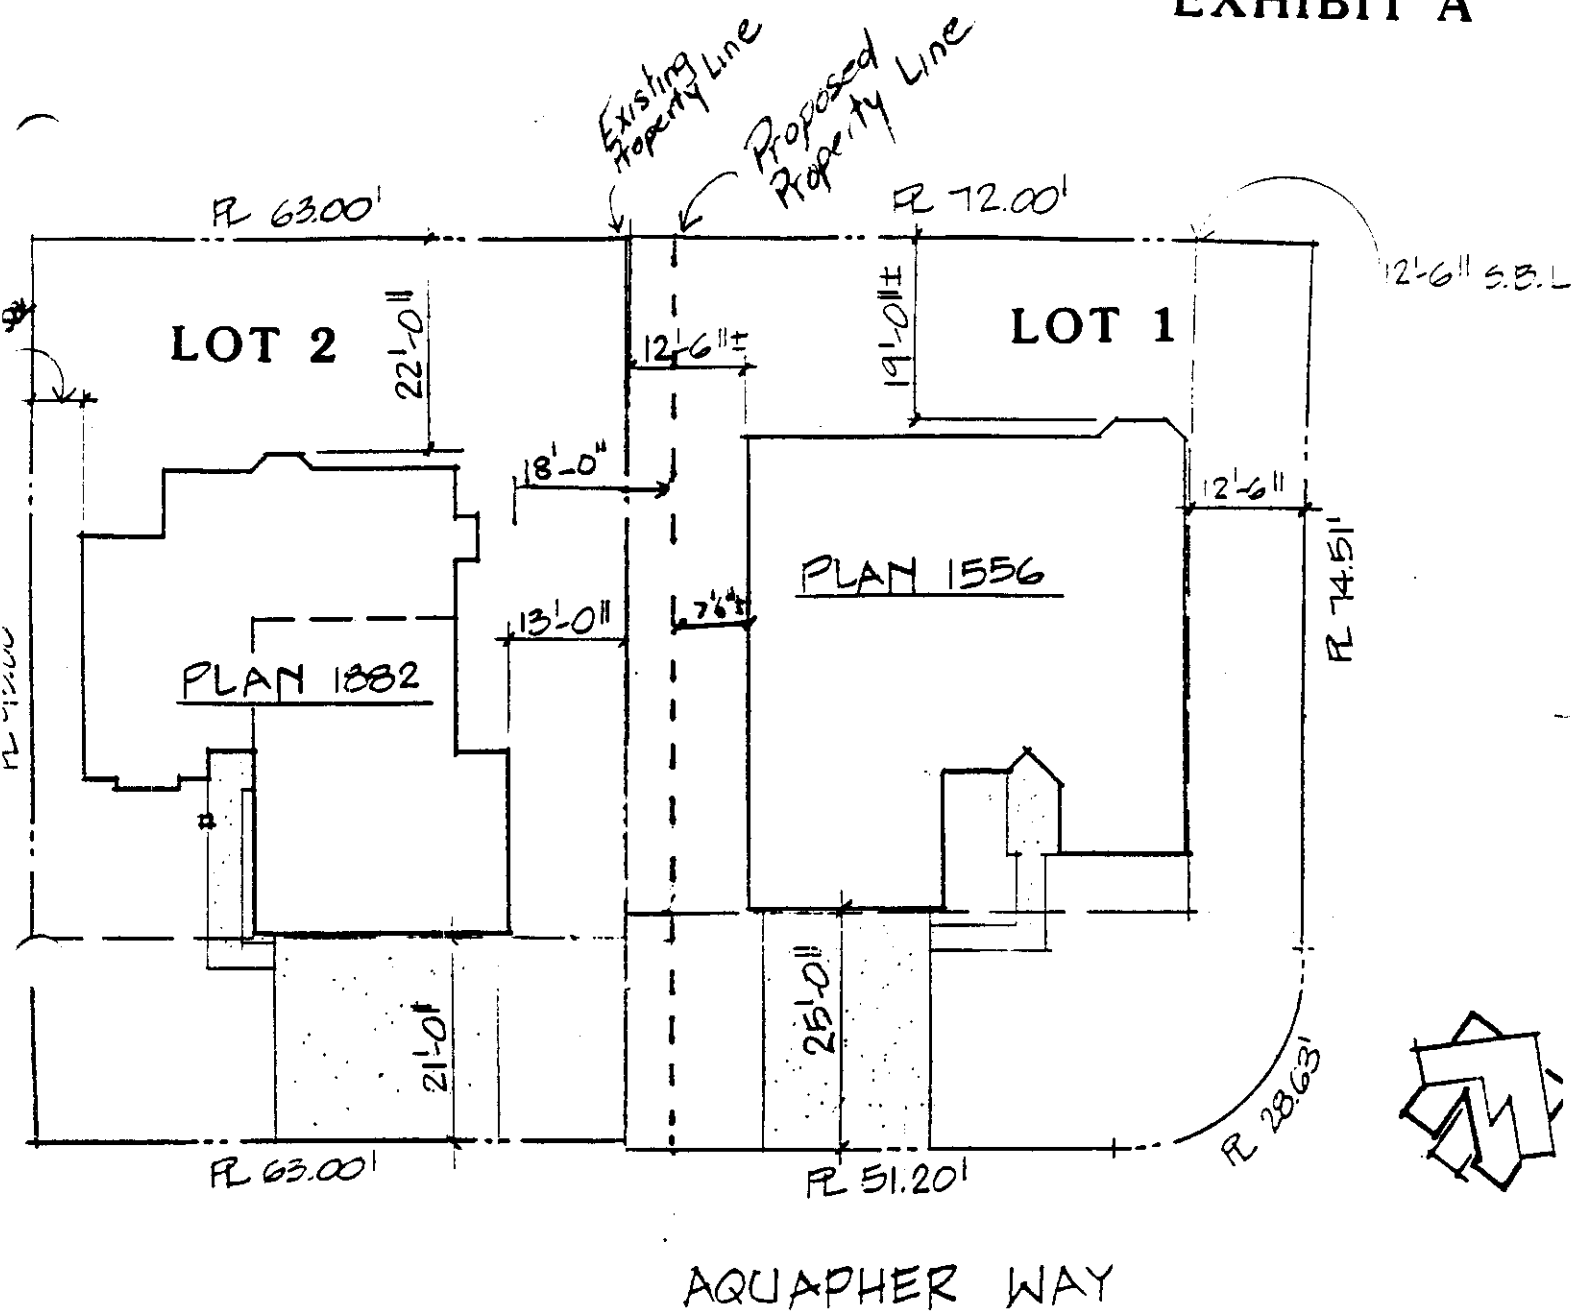 EXHIBIT A
Existing
Property Line
Proposed
Property Line
PL 63.00'
PL 72.00'
12'-6" S.B.L
LOT 2
22'-0"
12'-6"±
19'-0"±
LOT 1
18'-0"
12'-6"
PLAN 1556
PL 74.51'
13'-0"
7'6"±
PLAN 1882
21'-0"
25'-0"
PL 28.63'
PL 63.00'
PL 51.20'
AQUAPHER WAY